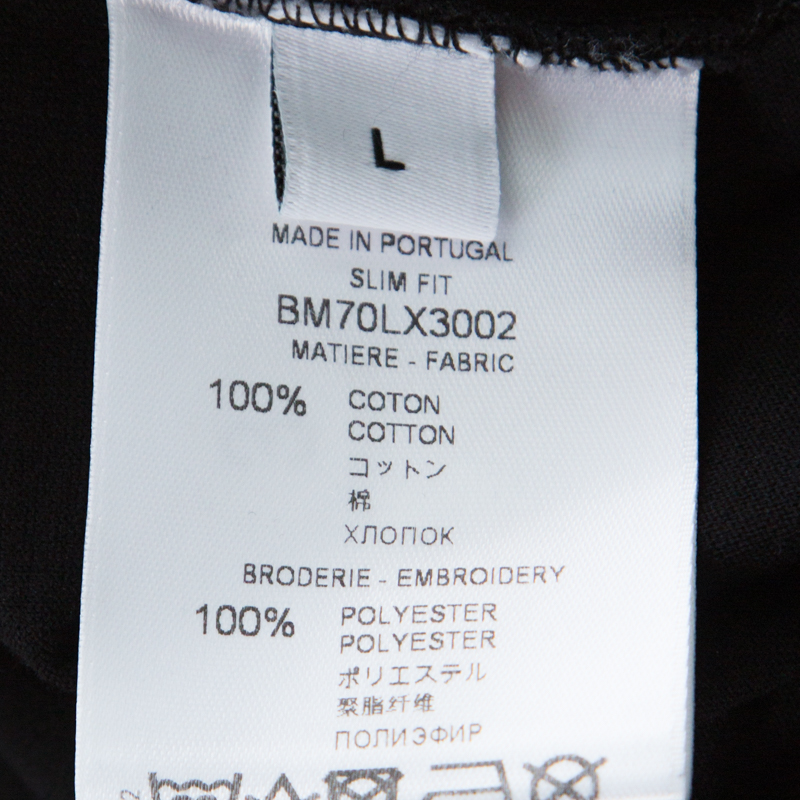 L
MADE IN PORTUGAL
SLIM FIT
BM70LX3002
MATIERE - FABRIC
100% COTON
COTTON
コットン
棉
ХЛОПОК
BRODERIE - EMBROIDERY
100% POLYESTER
POLYESTER
ポリエステル
聚脂纤维
ПОЛИЭФИР